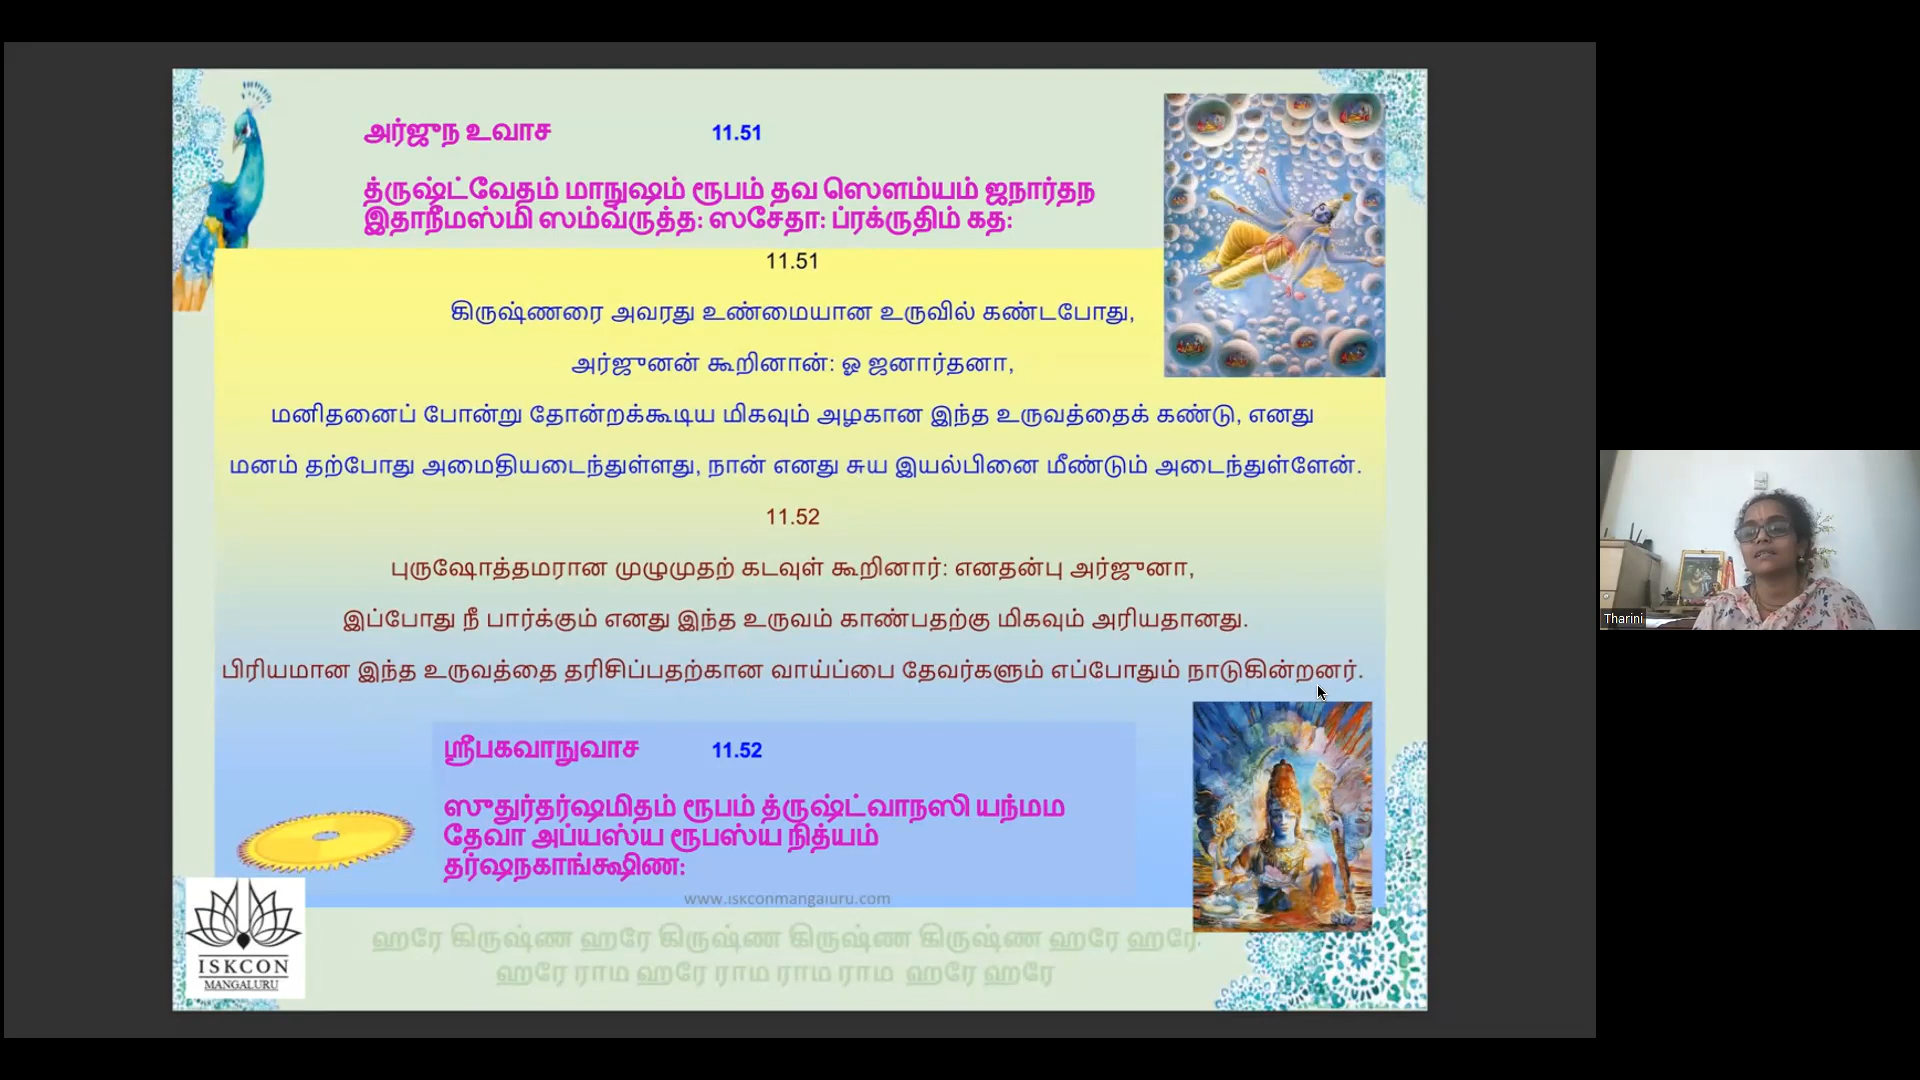 அர்ஜுந உவாச 11.51
த்ருஷ்ட்வேதம் மாநுஷம் ரூபம் தவ ஸௌம்யம் ஜநார்தந
இதாநீமஸ்மி ஸம்வ்ருத்த: ஸசேதா: ப்ரக்ருதிம் கத:
11.51
கிருஷ்ணரை அவரது உண்மையான உருவில் கண்டபோது,
அர்ஜுனன் கூறினான்: ஓ ஜனார்தனா,
மனிதனைப் போன்று தோன்றக்கூடிய மிகவும் அழகான இந்த உருவத்தைக் கண்டு, எனது
மனம் தற்போது அமைதியடைந்துள்ளது, நான் எனது சுய இயல்பினை மீண்டும் அடைந்துள்ளேன்.
11.52
புருஷோத்தமரான முழுமுதற் கடவுள் கூறினார்: எனதன்பு அர்ஜுனா,
இப்போது நீ பார்க்கும் எனது இந்த உருவம் காண்பதற்கு மிகவும் அரியதானது.
பிரியமான இந்த உருவத்தை தரிசிப்பதற்கான வாய்ப்பை தேவர்களும் எப்போதும் நாடுகின்றனர்.
ஸ்ரீபகவாநுவாச 11.52
ஸுதுர்தர்ஷமிதம் ரூபம் த்ருஷ்ட்வாநஸி யந்மம
தேவா அப்யஸ்ய ரூபஸ்ய நித்யம்
தர்ஷநகாங்க்ஷிண:
www.iskconmangaluru.com
ஹரே கிருஷ்ண ஹரே கிருஷ்ண கிருஷ்ண கிருஷ்ண ஹரே ஹரே.
ஹரே ராம ஹரே ராம ராம ராம ஹரே ஹரே
ISKCON
MANGALURU
Tharini